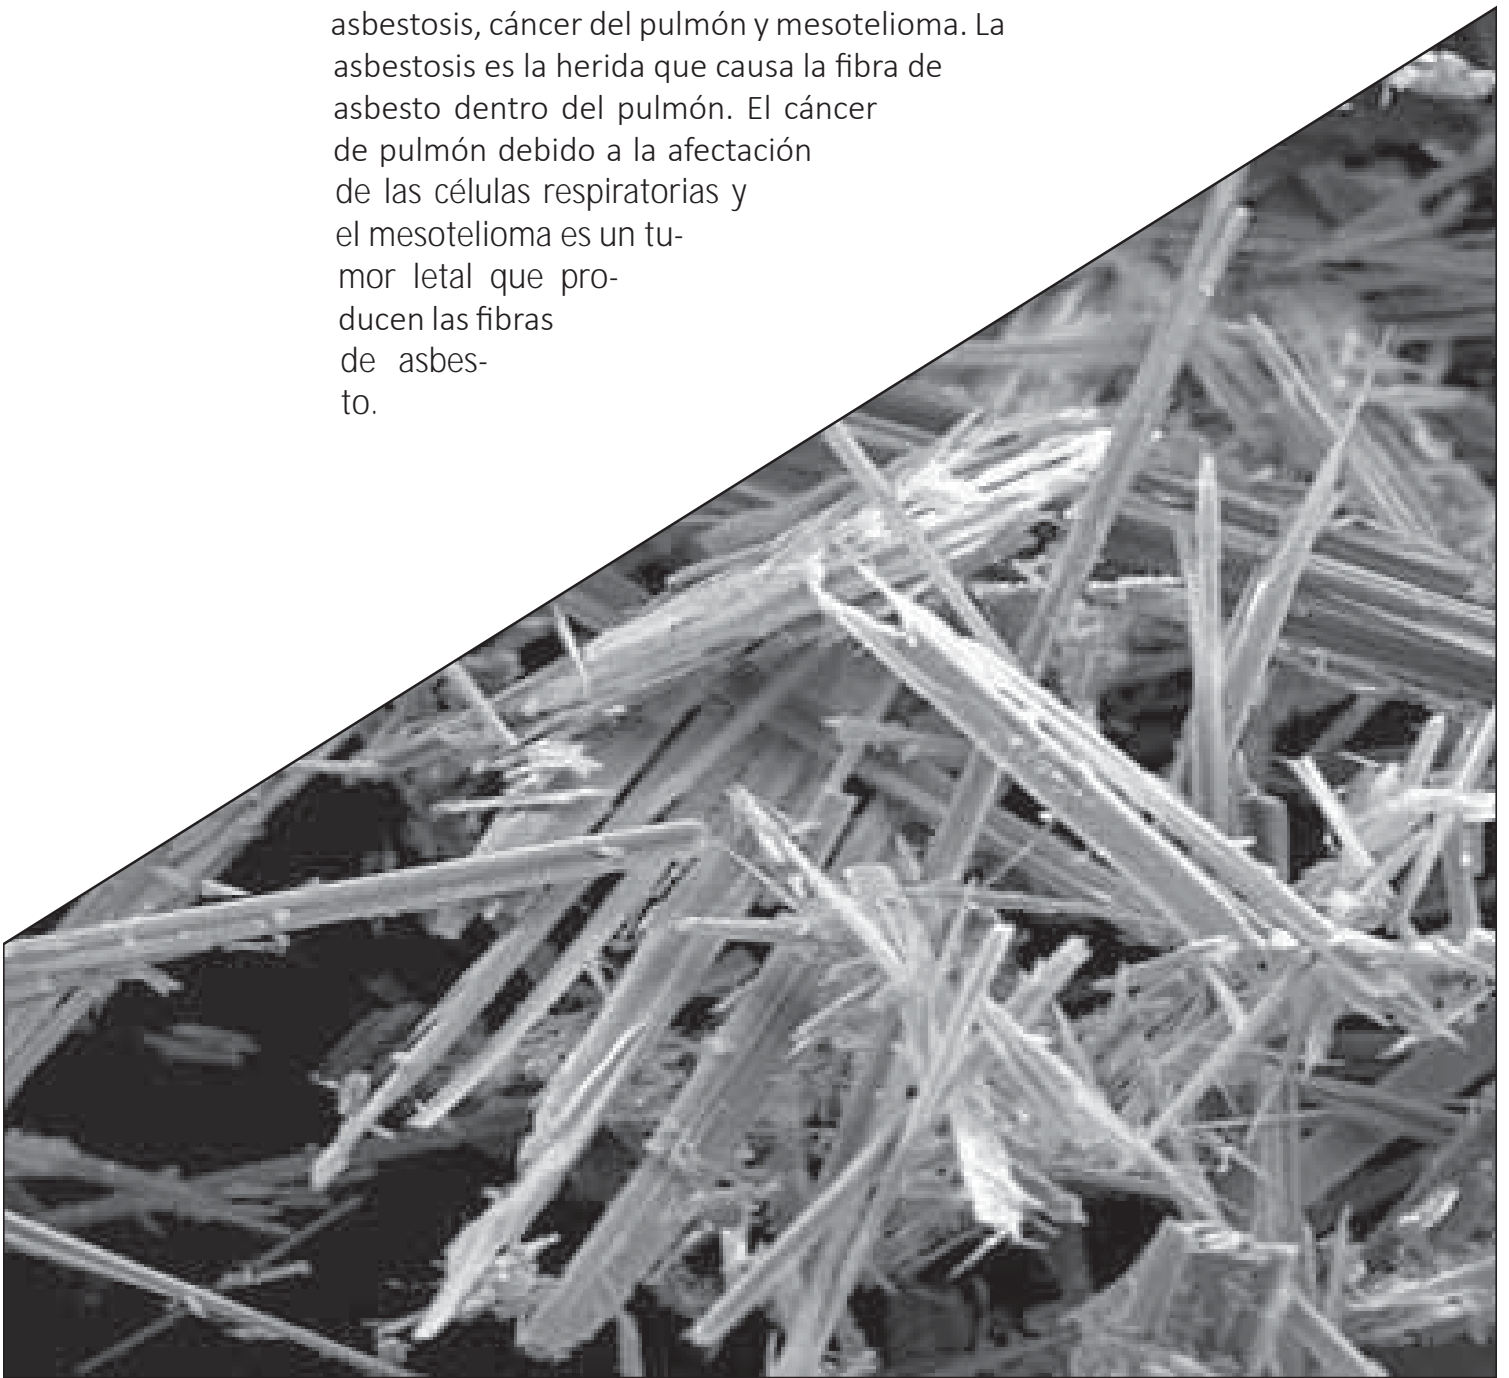 asbestosis, cáncer del pulmón y mesotelioma. La
asbestosis es la herida que causa la fibra de
asbesto dentro del pulmón. El cáncer
de pulmón debido a la afectación
de las células respiratorias y
el mesotelioma es un tu-
mor letal que pro-
ducen las fibras
de asbes-
to.